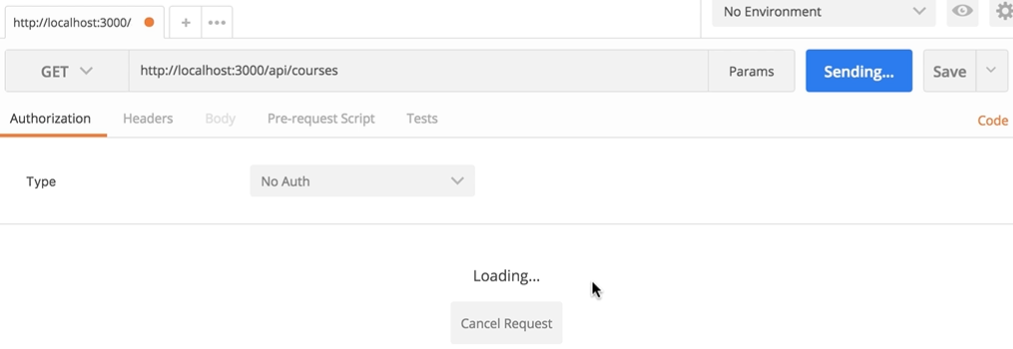 http://localhost:3000/ + ••• No Environment
GET http://localhost:3000/api/courses Params Sending... Save
Authorization Headers Body Pre-request Script Tests Code
Type No Auth
Loading...
Cancel Request